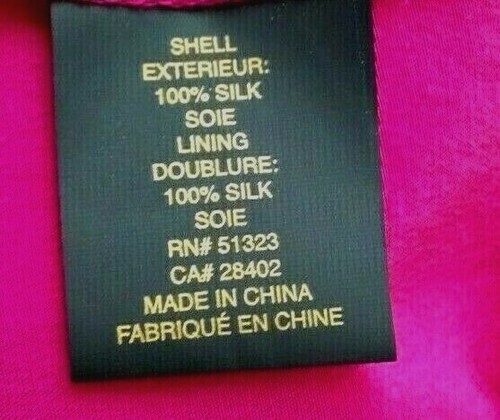 SHELL
EXTERIEUR:
100% SILK
SOIE
LINING
DOUBLURE:
100% SILK
SOIE
RN# 51323
CA# 28402
MADE IN CHINA
FABRIQUÉ EN CHINE